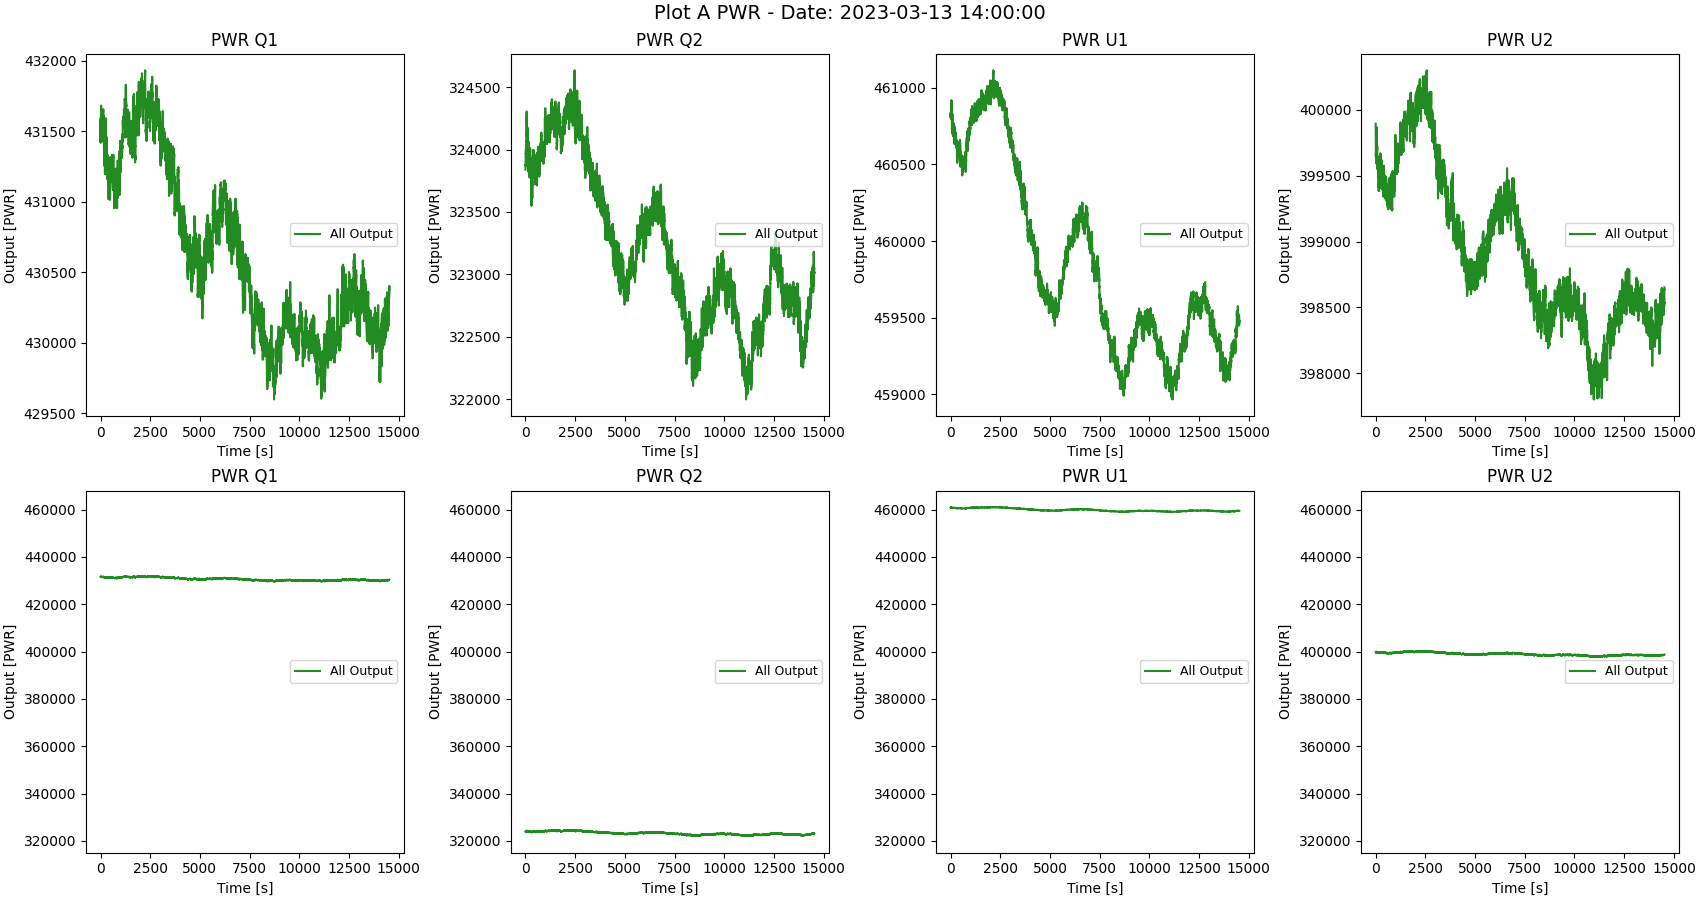 Plot A PWR - Date: 2023-03-13 14:00:00
PWR Q1
PWR Q2
PWR U1
PWR U2
432000
431500
431000
430500
430000
429500
Output [PWR]
All Output
0 2500 5000 7500 10000 12500 15000
Time [s]
324500
324000
323500
323000
322500
322000
Output [PWR]
All Output
0 2500 5000 7500 10000 12500 15000
Time [s]
461000
460500
460000
459500
459000
Output [PWR]
All Output
0 2500 5000 7500 10000 12500 15000
Time [s]
400000
399500
399000
398500
398000
Output [PWR]
All Output
0 2500 5000 7500 10000 12500 15000
Time [s]
PWR Q1
PWR Q2
PWR U1
PWR U2
460000
440000
420000
400000
380000
360000
340000
320000
Output [PWR]
All Output
0 2500 5000 7500 10000 12500 15000
Time [s]
460000
440000
420000
400000
380000
360000
340000
320000
Output [PWR]
All Output
0 2500 5000 7500 10000 12500 15000
Time [s]
460000
440000
420000
400000
380000
360000
340000
320000
Output [PWR]
All Output
0 2500 5000 7500 10000 12500 15000
Time [s]
460000
440000
420000
400000
380000
360000
340000
320000
Output [PWR]
All Output
0 2500 5000 7500 10000 12500 15000
Time [s]